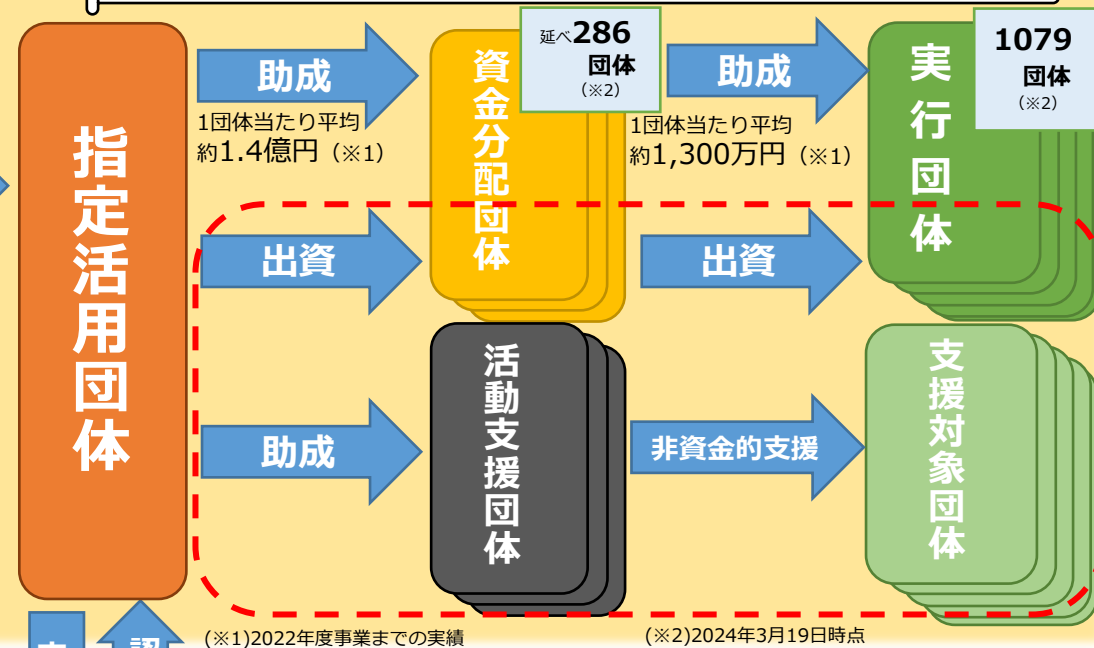 指定活用団体
助成
1団体当たり平均
約1.4億円（※1）
資金分配団体
延べ286
団体
（※2）
助成
1団体当たり平均
約1,300万円（※1）
実行団体
1079
団体
（※2）
出資
出資
助成
活動支援団体
非資金的支援
支援対象団体
認
(※1)2022年度事業までの実績
(※2)2024年3月19日時点